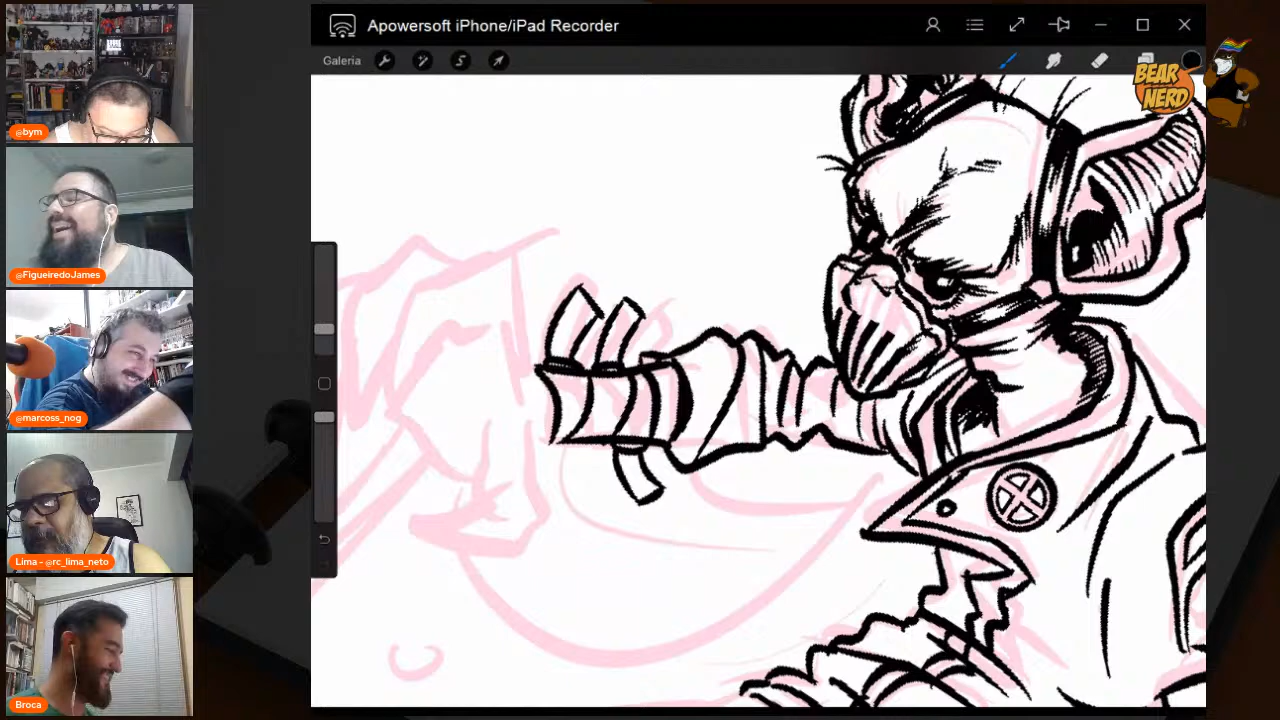 Apowersoft iPhone/iPad Recorder
Galeria
BEAR
NERD
@bym
@FigueiredoJames
@marcoss_nog
Lima - @rc_lima_neto
Broca